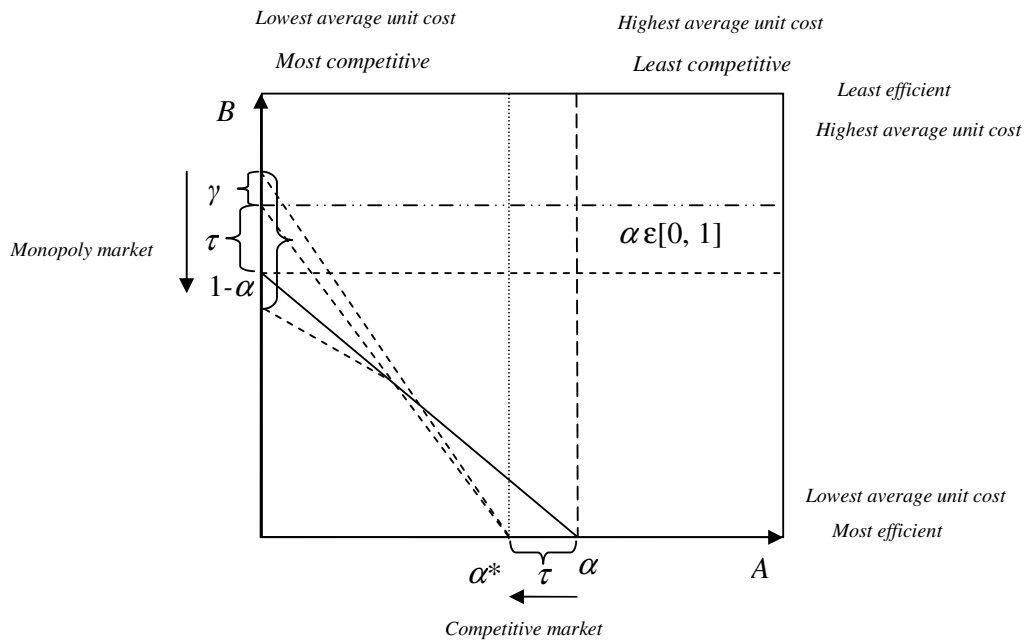 Lowest average unit cost
Highest average unit cost
Most competitive
Least competitive
Least efficient
B
Highest average unit cost
γ
α ε[0, 1]
τ
Monopoly market
1-α
Lowest average unit cost
Most efficient
α*
τ
α
A
Competitive market